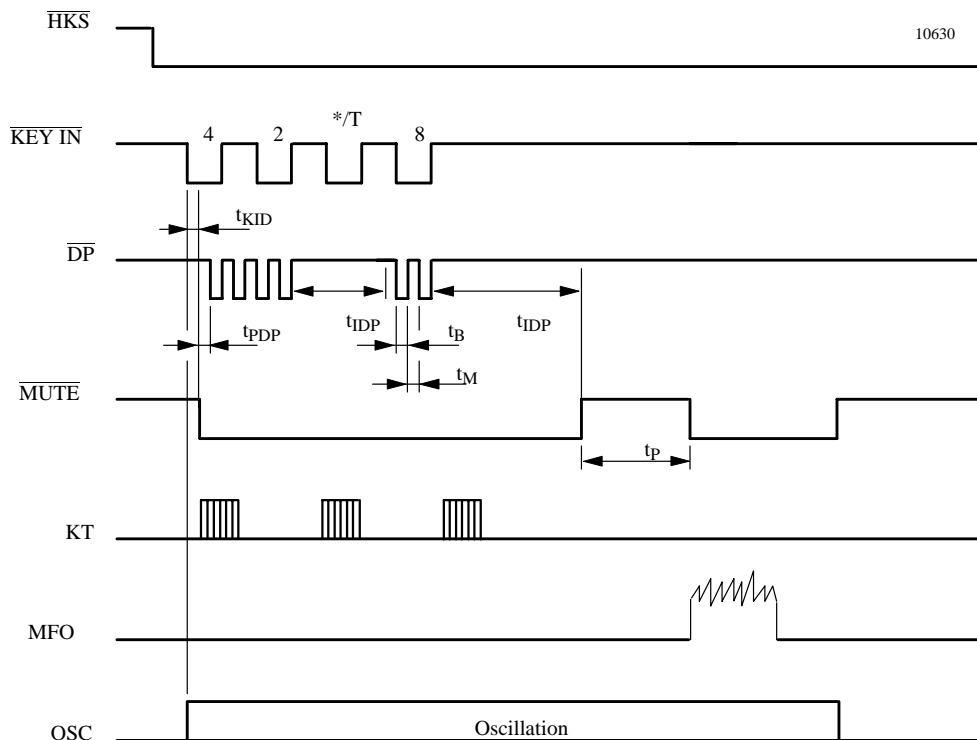 HKS
10630
KEY IN
4
2
*/T
8
tKID
DP
tPDP
tIDP
tB
tIDP
tM
MUTE
tP
KT
MFO
OSC
Oscillation